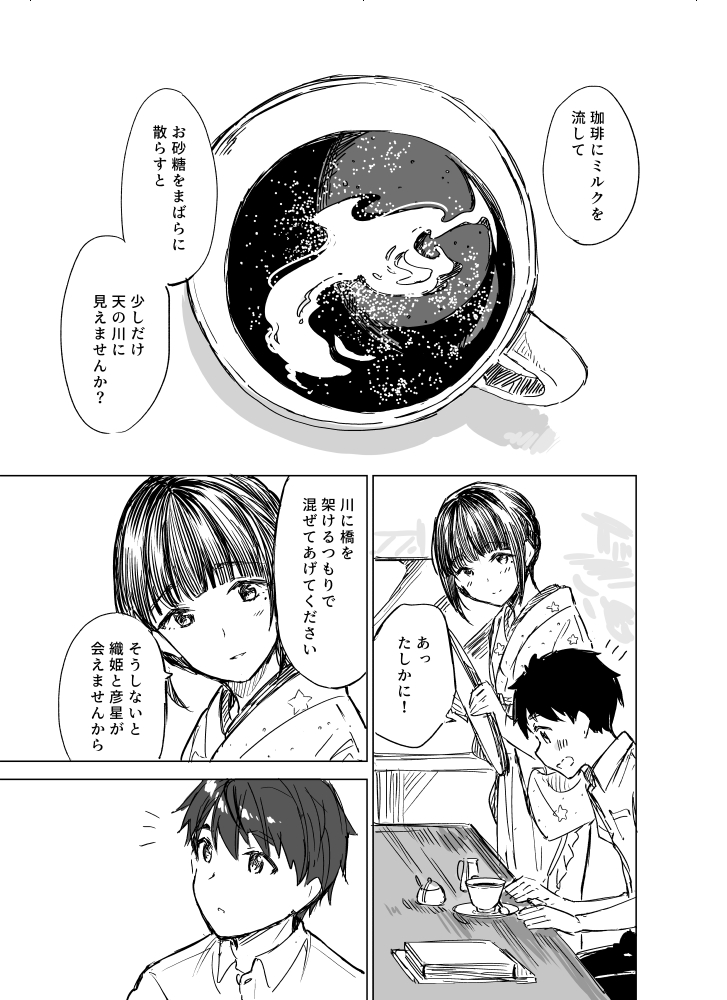 珈琲にミルクを
流して
お砂糖をまばらに
散らすと
少しだけ
天の川に
見えませんか？
あっ
たしかに！
川に橋を
架けるつもりで
混ぜてあげてください
そうしないと
織姫と彦星が
会えませんから